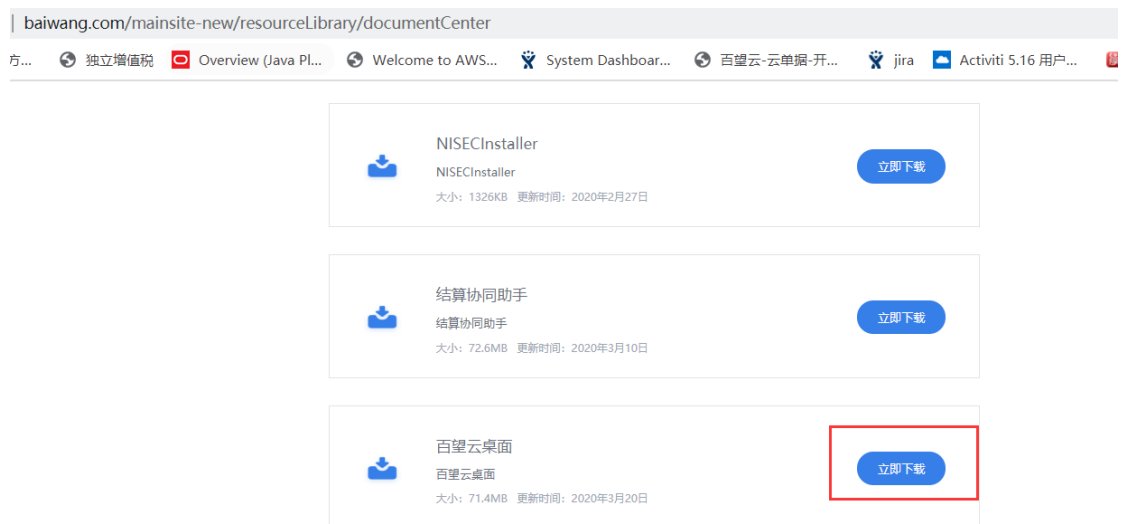 baiwang.com/mainsite-new/resourceLibrary/documentCenter
方... 独立增值税 Overview (Java Pl... Welcome to AWS... System Dashboar... 百望云-云单据-开... jira Activiti 5.16 用户...
NISECInstaller
NISECInstaller
立即下载
大小：1326KB 更新时间：2020年2月27日
结算协同助手
结算协同助手
立即下载
大小：72.6MB 更新时间：2020年3月10日
百望云桌面
百望云桌面
立即下载
大小：71.4MB 更新时间：2020年3月20日